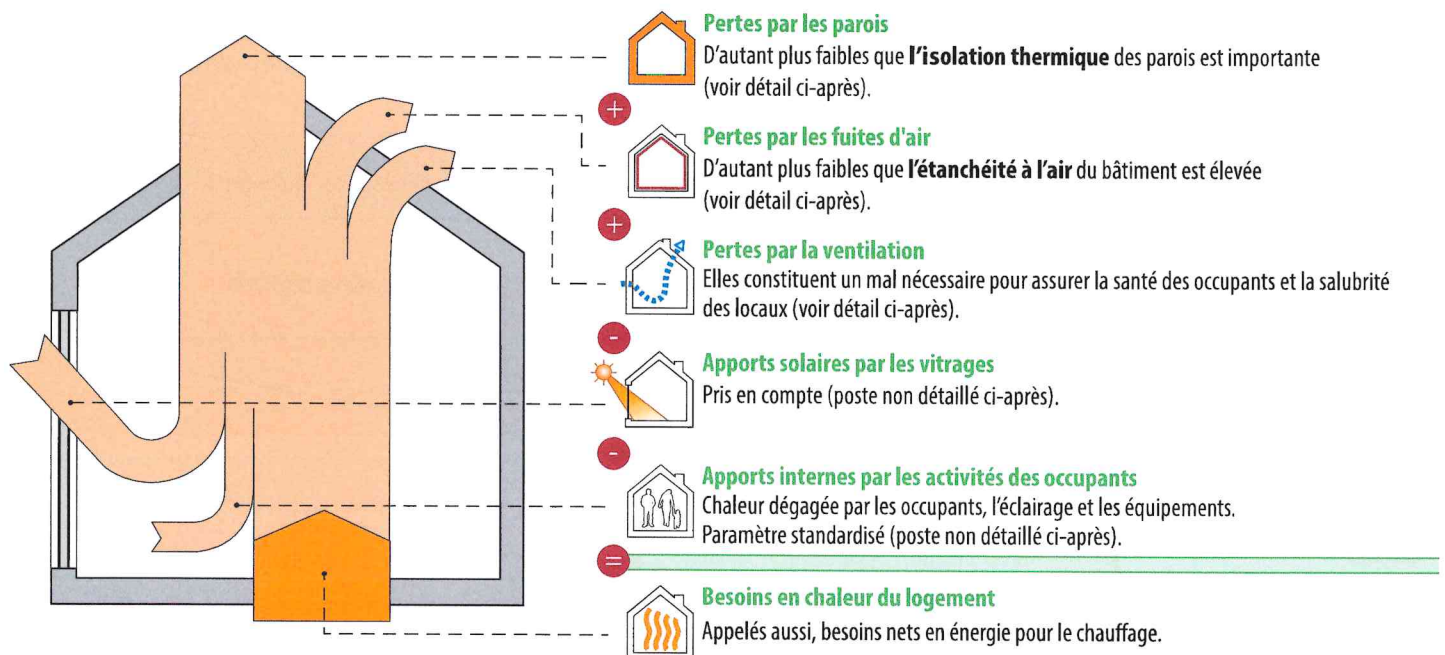 Pertes par les parois
D'autant plus faibles que l'isolation thermique des parois est importante
(voir détail ci-après).
+
Pertes par les fuites d'air
D'autant plus faibles que l'étanchéité à l'air du bâtiment est élevée
(voir détail ci-après).
+
Pertes par la ventilation
Elles constituent un mal nécessaire pour assurer la santé des occupants et la salubrité
des locaux (voir détail ci-après).
-
Apports solaires par les vitrages
Pris en compte (poste non détaillé ci-après).
-
Apports internes par les activités des occupants
Chaleur dégagée par les occupants, l'éclairage et les équipements.
Paramètre standardisé (poste non détaillé ci-après).
=
Besoins en chaleur du logement
Appelés aussi, besoins nets en énergie pour le chauffage.